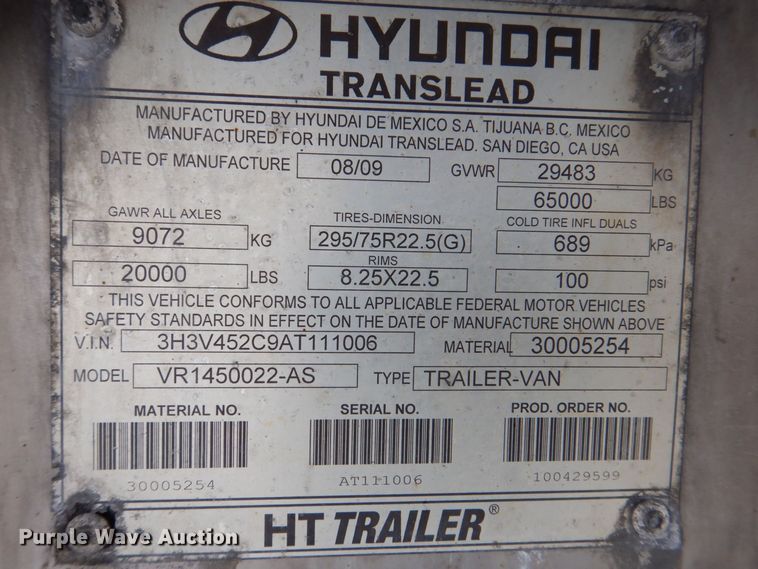 HYUNDAI
TRANSLEAD
MANUFACTURED BY HYUNDAI DE MEXICO S.A. TIJUANA B.C. MEXICO
MANUFACTURED FOR HYUNDAI TRANSLEAD. SAN DIEGO, CA USA
DATE OF MANUFACTURE 08/09 GVWR 29483 KG
65000 LBS
GAWR ALL AXLES TIRES-DIMENSION COLD TIRE INFL DUALS
9072 KG 295/75R22.5(G) 689 kPa
RIMS
20000 LBS 8.25X22.5 100 psi
THIS VEHICLE CONFORMS TO ALL APPLICABLE FEDERAL MOTOR VEHICLES
SAFETY STANDARDS IN EFFECT ON THE DATE OF MANUFACTURE SHOWN ABOVE
V.I.N. 3H3V452C9AT111006 MATERIAL 30005254
MODEL VR1450022-AS TYPE TRAILER-VAN
MATERIAL NO. SERIAL NO. PROD. ORDER NO.
30005254 AT111006 100429599
HT TRAILER®
Purple Wave Auction